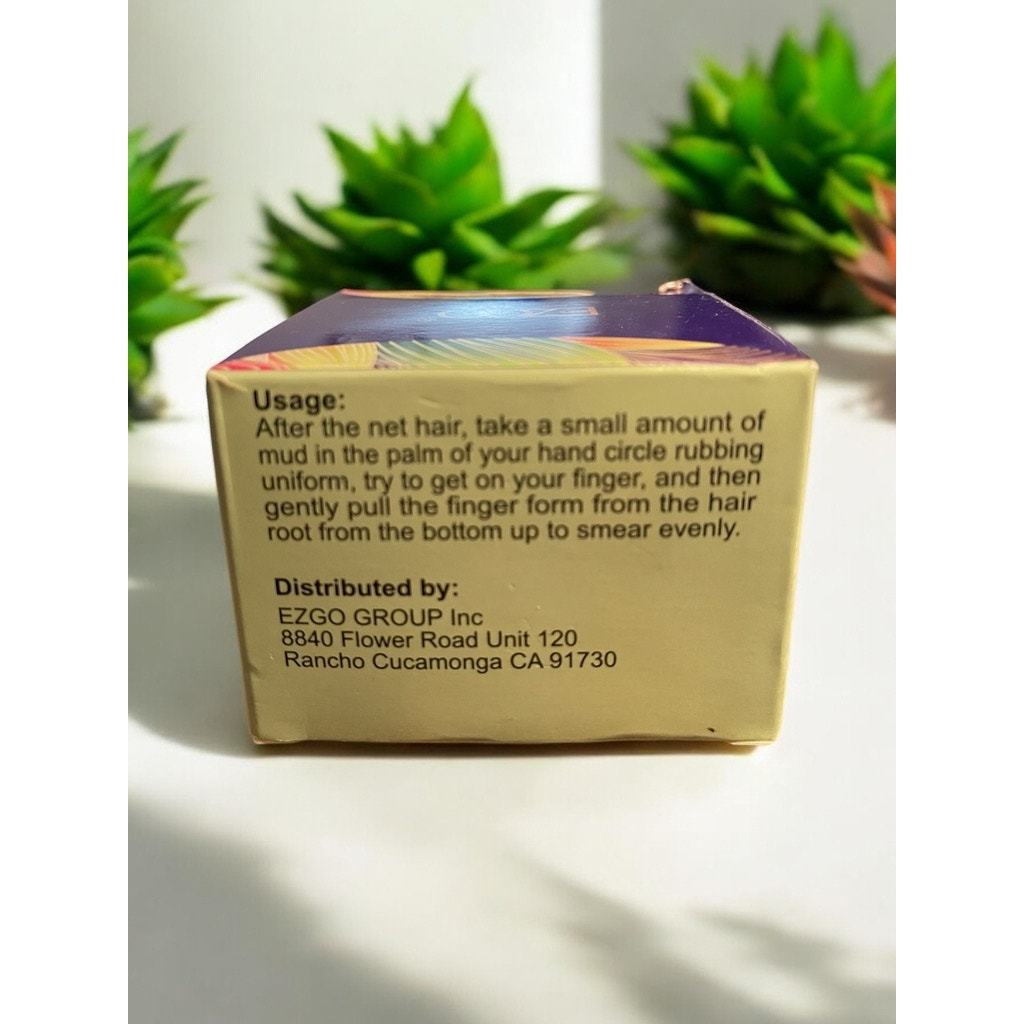 Usage:
After the net hair, take a small amount of
mud in the palm of your hand circle rubbing
uniform, try to get on your finger, and then
gently pull the finger form from the hair
root from the bottom up to smear evenly.
Distributed by:
EZGO GROUP Inc
8840 Flower Road Unit 120
Rancho Cucamonga CA 91730